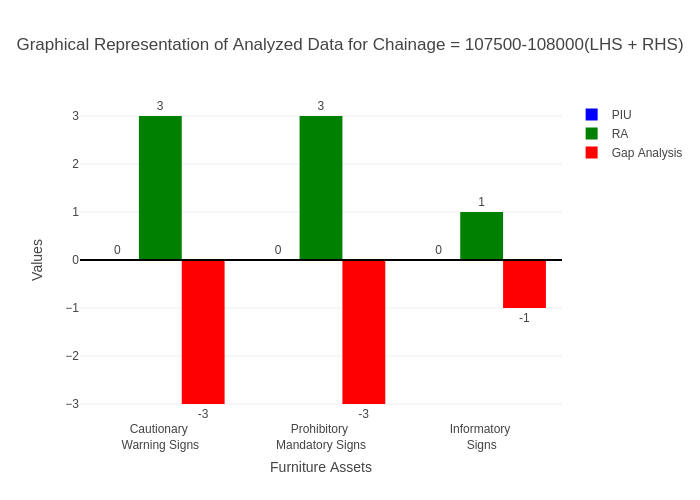 Graphical Representation of Analyzed Data for Chainage = 107500-108000(LHS + RHS)
PIU
RA
Gap Analysis
3
2
1
0
−1
−2
−3
Values
0
3
-3
0
3
-3
0
1
-1
Cautionary
Warning Signs
Prohibitory
Mandatory Signs
Informatory
Signs
Furniture Assets